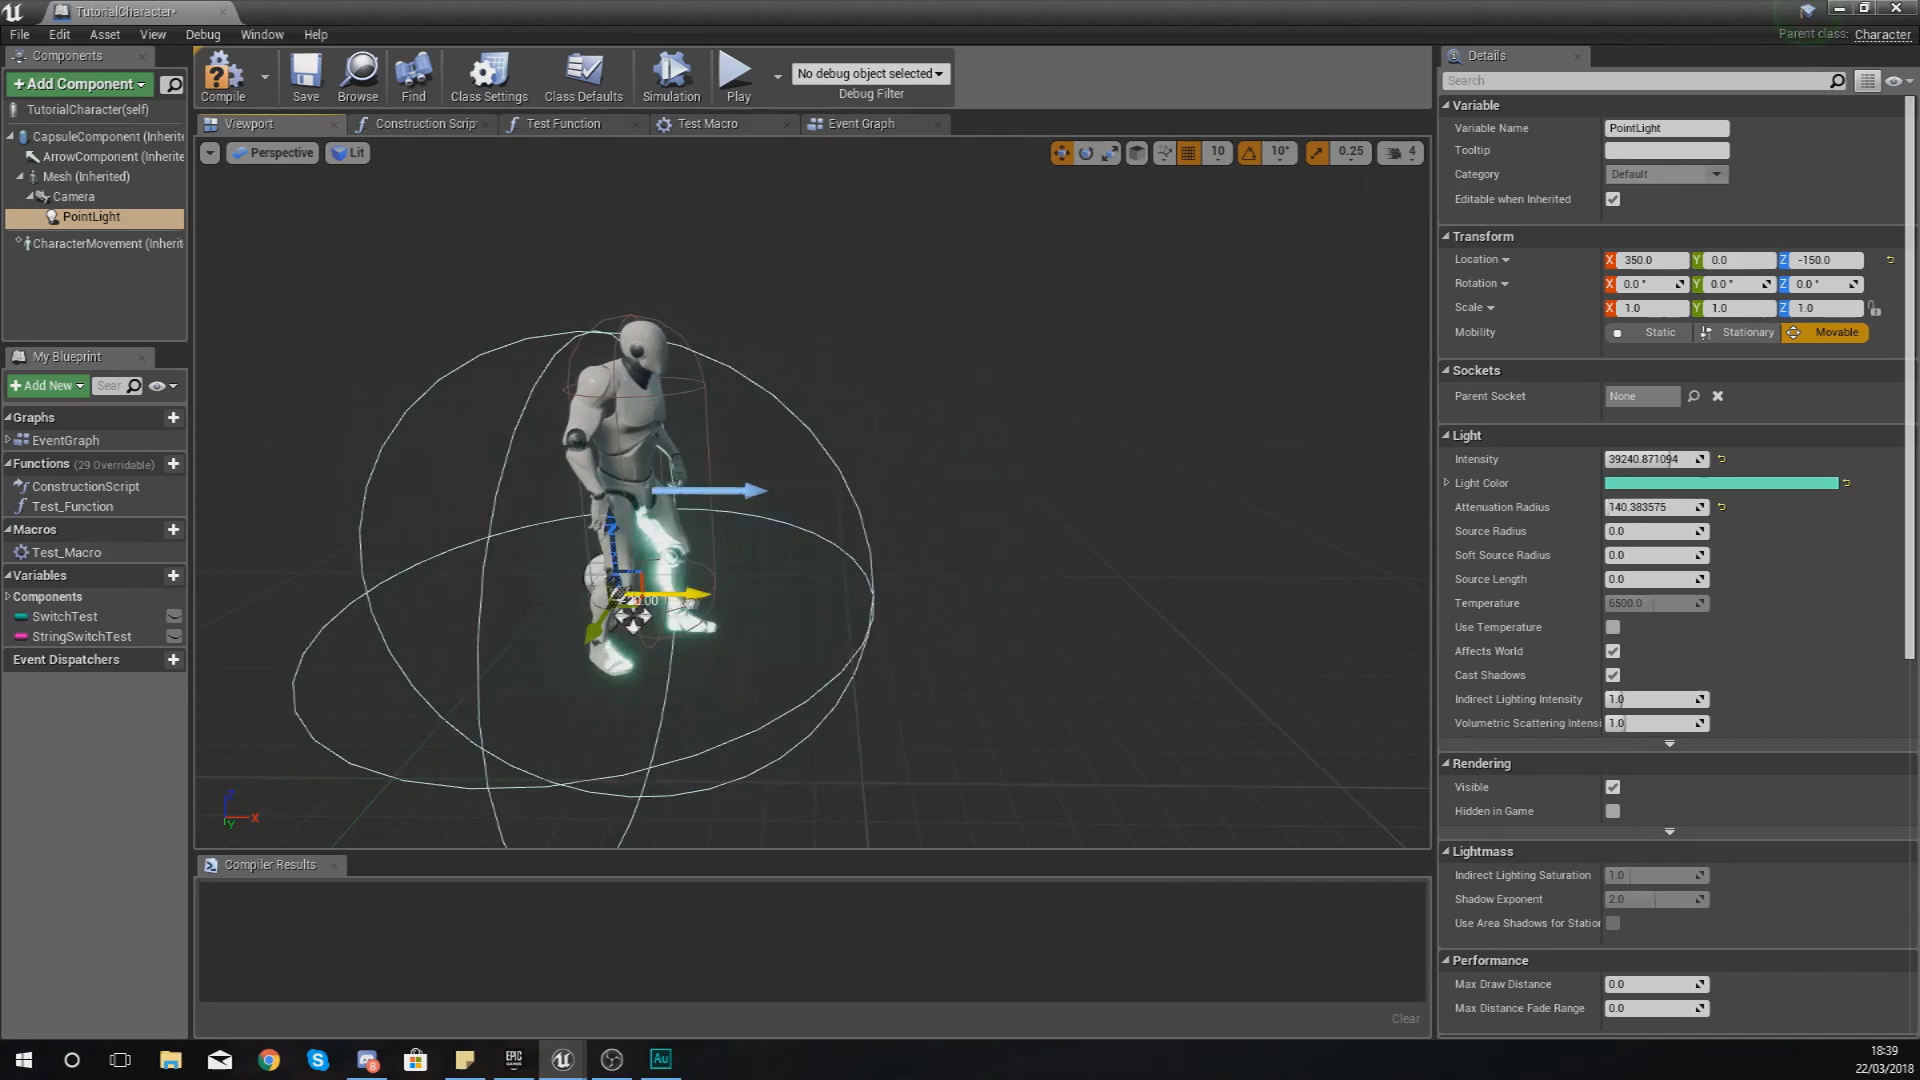 TutorialCharacter*
File Edit Asset View Debug Window Help
Parent class: Character
Components
+Add Component
TutorialCharacter(self)
CapsuleComponent (Inherite
ArrowComponent (Inherite
Mesh (Inherited)
Camera
PointLight
CharacterMovement (Inherit
My Blueprint
+Add New
Sear
Graphs
EventGraph
Functions (29 Overridable)
ConstructionScript
Test_Function
Macros
Test_Macro
Variables
Components
SwitchTest
StringSwitchTest
Event Dispatchers
Compile
Save
Browse
Find
Class Settings
Class Defaults
Simulation
Play
No debug object selected
Debug Filter
Viewport
Construction Scrip
Test Function
Test Macro
Event Graph
Perspective
Lit
10
10°
0.25
4
Z
X
Y
Compiler Results
Clear
Details
Search
Variable
Variable Name PointLight
Tooltip
Category Default
Editable when Inherited
Transform
Location X 350.0 Y 0.0 Z -150.0
Rotation X 0.0 ° Y 0.0 ° Z 0.0 °
Scale X 1.0 Y 1.0 Z 1.0
Mobility Static Stationary Movable
Sockets
Parent Socket None
Light
Intensity 39240.871094
Light Color
Attenuation Radius 140.383575
Source Radius 0.0
Soft Source Radius 0.0
Source Length 0.0
Temperature 6500.0
Use Temperature
Affects World
Cast Shadows
Indirect Lighting Intensity 1.0
Volumetric Scattering Intensi 1.0
Rendering
Visible
Hidden in Game
Lightmass
Indirect Lighting Saturation 1.0
Shadow Exponent 2.0
Use Area Shadows for Station
Performance
Max Draw Distance 0.0
Max Distance Fade Range 0.0
8
EPIC GAMES
Au
18:39
22/03/2018